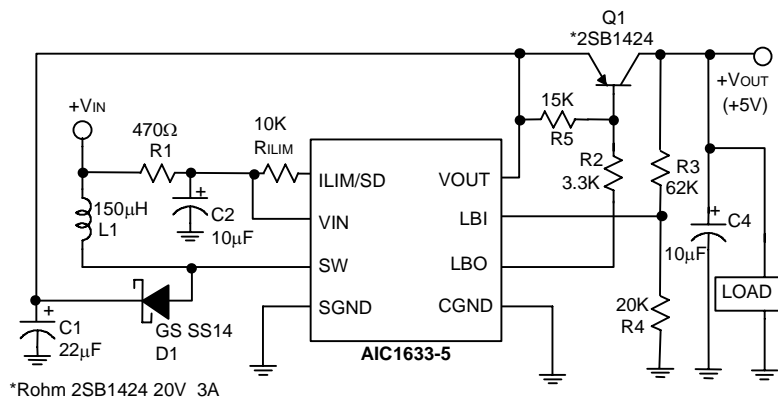 Q1
*2SB1424
+VOUT
(+5V)
+VIN
470Ω
R1
10K
RILIM
15K
R5
R2
3.3K
R3
62K
ILIM/SD
VOUT
150μH
L1
C2
10μF
VIN
LBI
C4
10μF
SW
LBO
LOAD
SGND
CGND
20K
R4
GS SS14
D1
C1
22μF
AIC1633-5
*Rohm 2SB1424 20V 3A